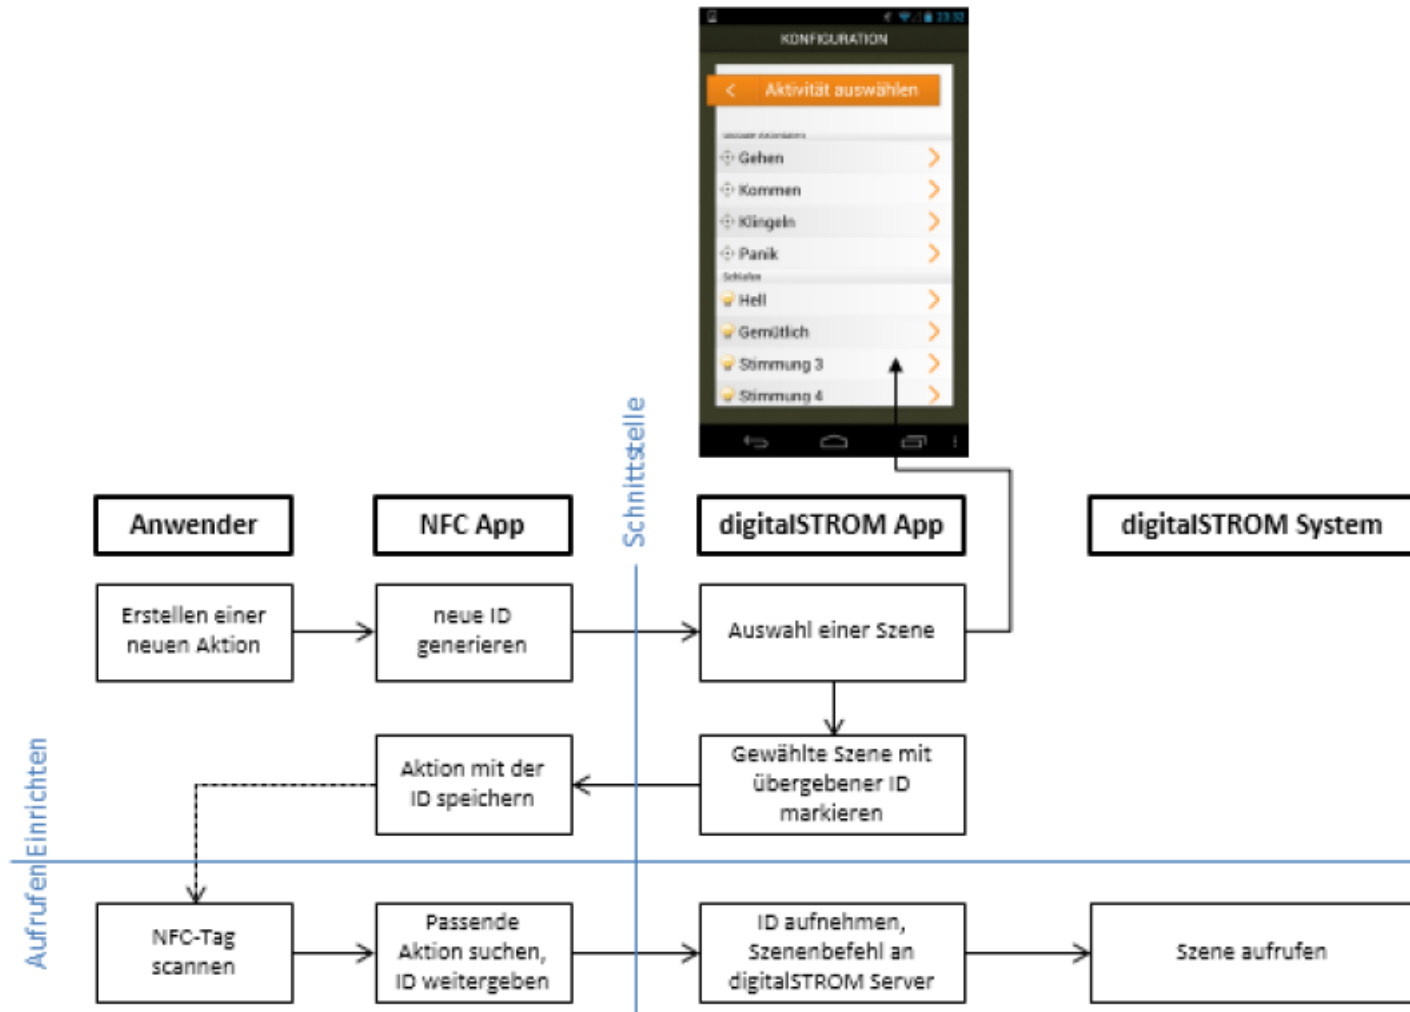 23:32
KONFIGURATION
Aktivität auswählen
Gehen
Kommen
Klingeln
Panik
Schlafen
Hell
Gemütlich
Stimmung 3
Stimmung 4
Schnittstelle
Anwender
NFC App
digitalSTROM App
digitalSTROM System
Erstellen einer
neuen Aktion
neue ID
generieren
Auswahl einer Szene
Einrichten
Aktion mit der
ID speichern
Gewählte Szene mit
übergebener ID
markieren
Aufrufen
NFC-Tag
scannen
Passende
Aktion suchen,
ID weitergeben
ID aufnehmen,
Szenenbefehl an
digitalSTROM Server
Szene aufrufen